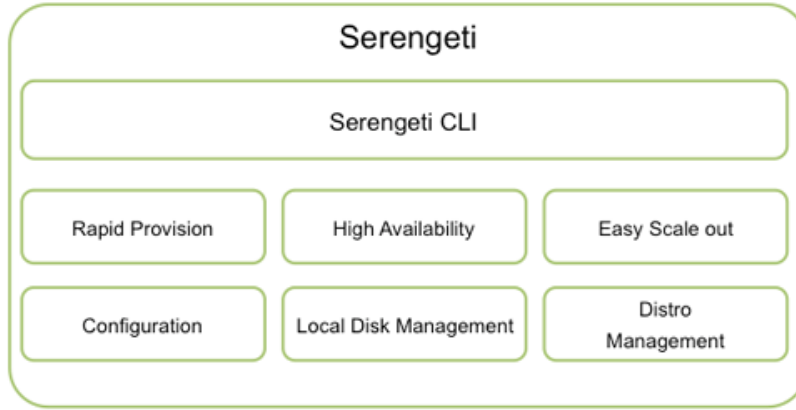 Serengeti
Serengeti CLI
Rapid Provision
High Availability
Easy Scale out
Configuration
Local Disk Management
Distro
Management